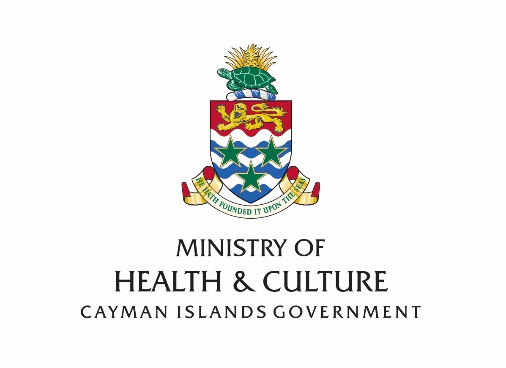 HE HATH FOUNDED IT UPON THE SEAS
MINISTRY OF
HEALTH & CULTURE
CAYMAN ISLANDS GOVERNMENT